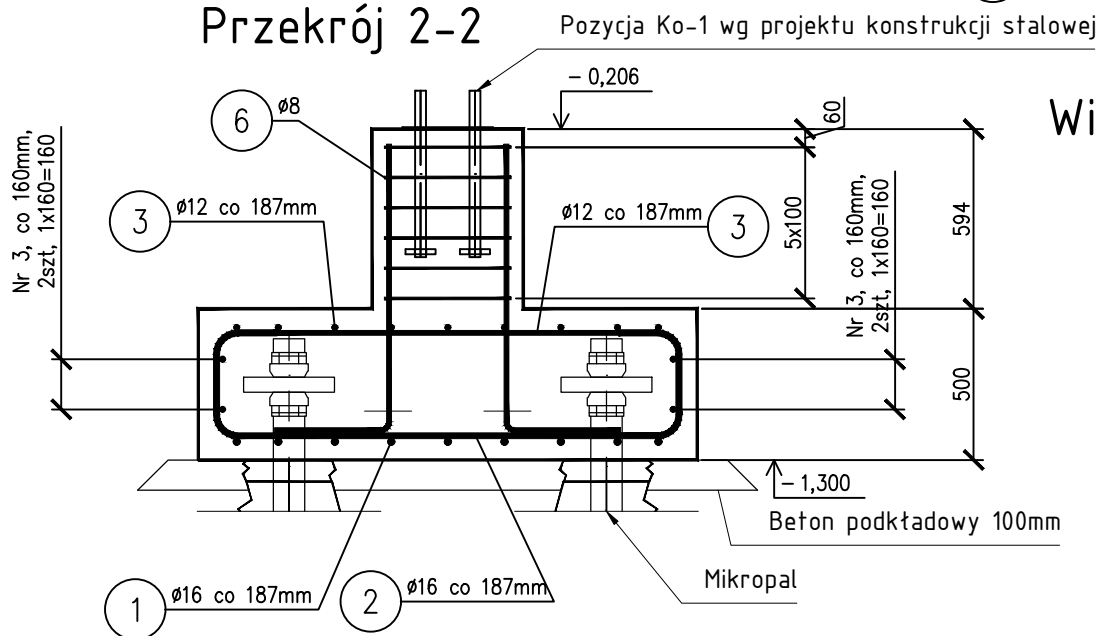 Przekrój 2-2
Pozycja Ko-1 wg projektu konstrukcji stalowej
- 0,206
60
Wi
6
ø8
Nr 3, co 160mm,
2szt, 1x160=160
3
ø12 co 187mm
ø12 co 187mm
3
5x100
Nr 3, co 160mm,
2szt, 1x160=160
594
500
- 1,300
Beton podkładowy 100mm
Mikropal
1
ø16 co 187mm
2
ø16 co 187mm